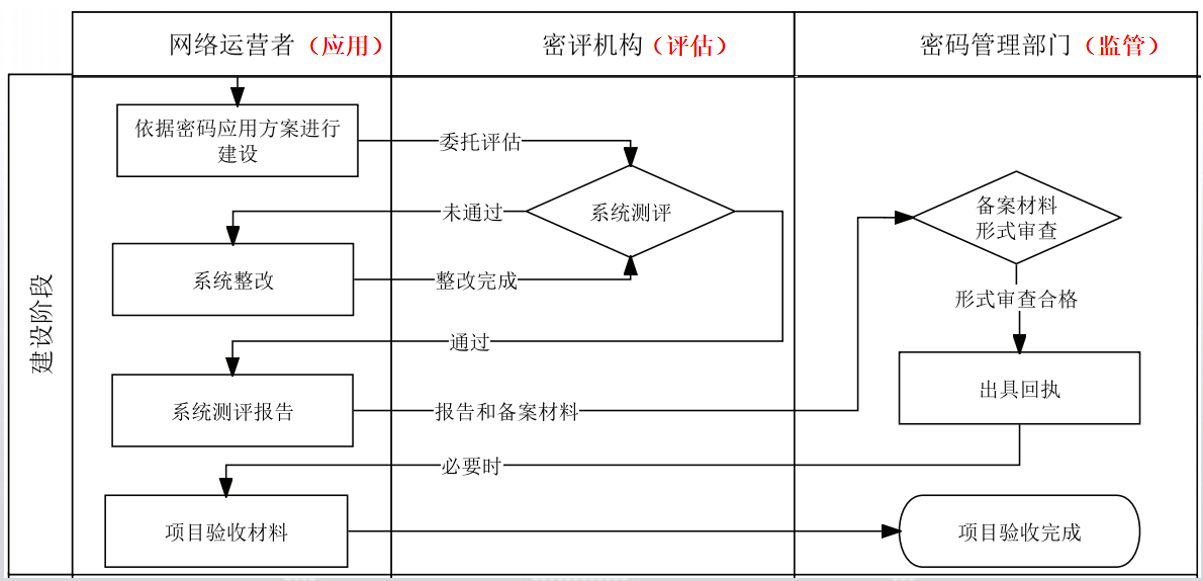 网络运营者（应用）
密评机构（评估）
密码管理部门（监管）
建设阶段
依据密码应用方案进行
建设
委托评估
系统测评
未通过
系统整改
整改完成
通过
系统测评报告
报告和备案材料
备案材料
形式审查
形式审查合格
出具回执
必要时
项目验收材料
项目验收完成